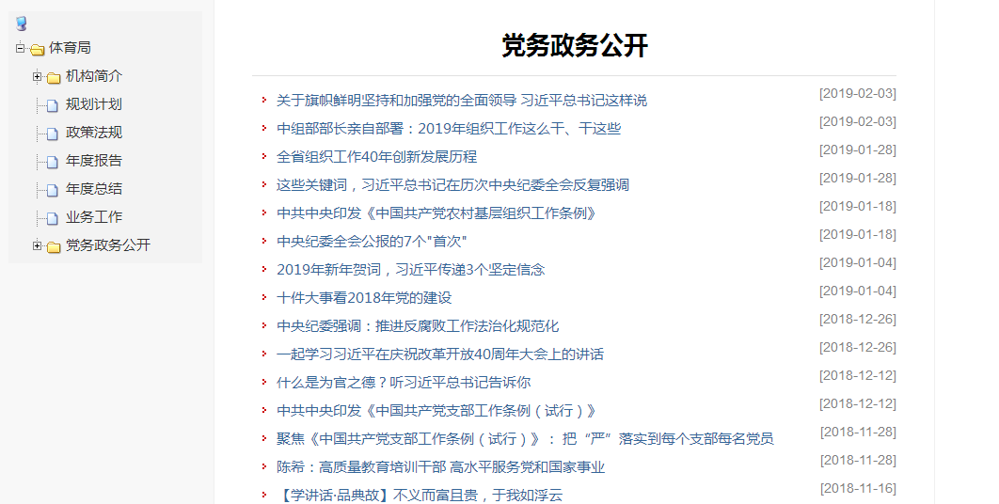 体育局
机构简介
规划计划
政策法规
年度报告
年度总结
业务工作
党务政务公开
党务政务公开
关于旗帜鲜明坚持和加强党的全面领导 习近平总书记这样说 [2019-02-03]
中组部部长亲自部署：2019年组织工作这么干、干这些 [2019-02-03]
全省组织工作40年创新发展历程 [2019-01-28]
这些关键词，习近平总书记在历次中央纪委全会反复强调 [2019-01-28]
中共中央印发《中国共产党农村基层组织工作条例》 [2019-01-18]
中央纪委全会公报的7个"首次" [2019-01-18]
2019年新年贺词，习近平传递3个坚定信念 [2019-01-04]
十件大事看2018年党的建设 [2019-01-04]
中央纪委强调：推进反腐败工作法治化规范化 [2018-12-26]
一起学习习近平在庆祝改革开放40周年大会上的讲话 [2018-12-26]
什么是为官之德？听习近平总书记告诉你 [2018-12-12]
中共中央印发《中国共产党支部工作条例（试行）》 [2018-12-12]
聚焦《中国共产党支部工作条例（试行）》： 把“严”落实到每个支部每名党员 [2018-11-28]
陈希：高质量教育培训干部 高水平服务党和国家事业 [2018-11-28]
【学讲话·品典故】不义而富且贵，于我如浮云 [2018-11-16]